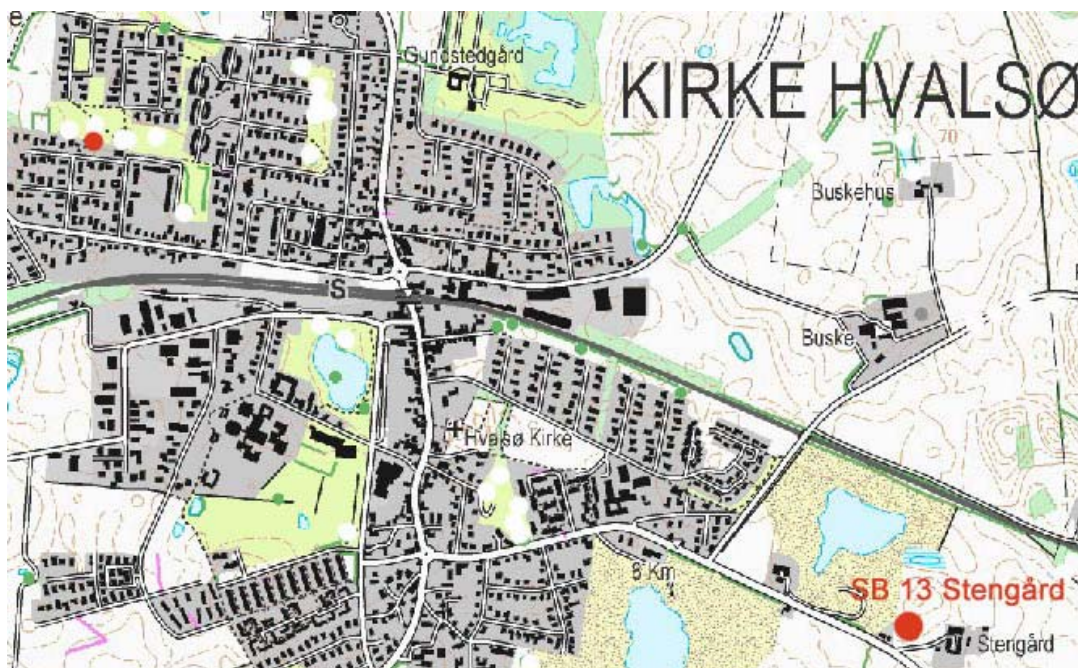 e
Gundstedgård
KIRKE HVALSØ
70
Buskehus
S
Buske
Hvalsø Kirke
8 Km
SB 13 Stengård
Stengård